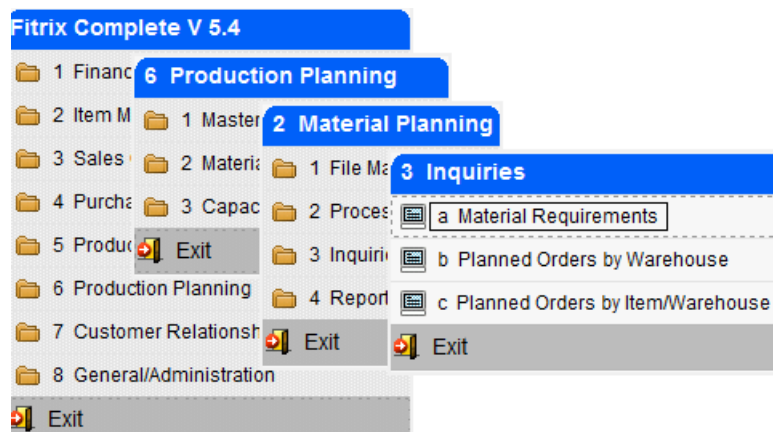 Fitrix Complete V 5.4
1 Financ
2 Item M
3 Sales
4 Purcha
5 Produc
6 Production Planning
7 Customer Relationsh
8 General/Administration
Exit
6 Production Planning
1 Master
2 Materia
3 Capac
Exit
2 Material Planning
1 File Ma
2 Proces
3 Inquiri
4 Report
Exit
3 Inquiries
a Material Requirements
b Planned Orders by Warehouse
c Planned Orders by Item/Warehouse
Exit